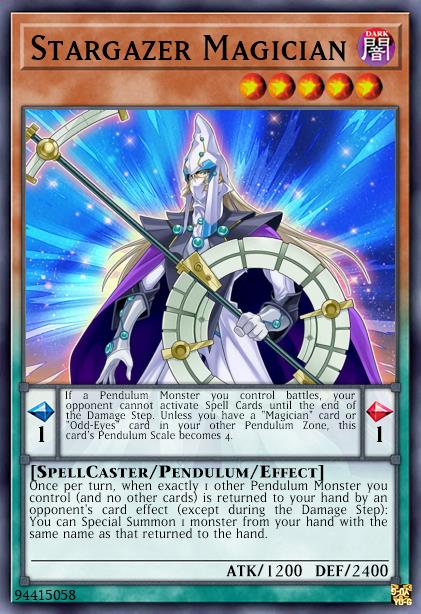 Stargazer Magician
DARK
闇
If a Pendulum Monster you control battles, your
opponent cannot activate Spell Cards until the end of
the Damage Step. Unless you have a "Magician" card or
"Odd-Eyes" card in your other Pendulum Zone, this
card's Pendulum Scale becomes 4.
1
1
[SpellCaster/Pendulum/Effect]
Once per turn, when exactly 1 other Pendulum Monster you
control (and no other cards) is returned to your hand by an
opponent's card effect (except during the Damage Step):
You can Special Summon 1 monster from your hand with the
same name as that returned to the hand.
ATK/1200 DEF/2400
94415058